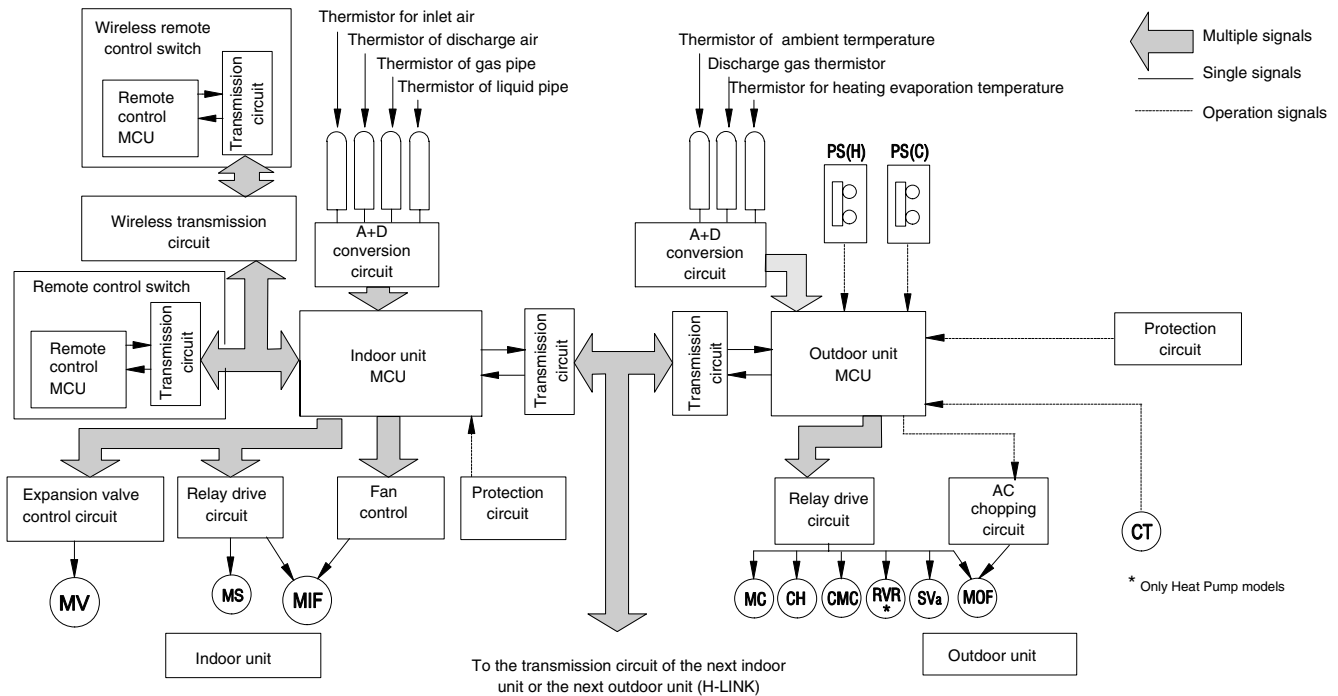 Wireless remote
control switch
Remote
control
MCU
Transmission
circuit
Wireless transmission
circuit
Remote control switch
Remote
control
MCU
Transmission
circuit
Thermistor for inlet air
Thermistor of discharge air
Thermistor of gas pipe
Thermistor of liquid pipe
A+D
conversion
circuit
Indoor unit
MCU
Transmission
circuit
Transmission
circuit
Thermistor of ambient termperature
Discharge gas thermistor
Thermistor for heating evaporation temperature
A+D
conversion
circuit
PS(H)
PS(C)
Outdoor unit
MCU
Multiple signals
Single signals
Operation signals
Protection
circuit
Expansion valve
control circuit
Relay drive
circuit
Fan
control
Protection
circuit
MV
MS
MIF
Indoor unit
Relay drive
circuit
AC
chopping
circuit
CT
MC
CH
CMC
RVR
*
SVa
MOF
* Only Heat Pump models
Outdoor unit
To the transmission circuit of the next indoor
unit or the next outdoor unit (H-LINK)